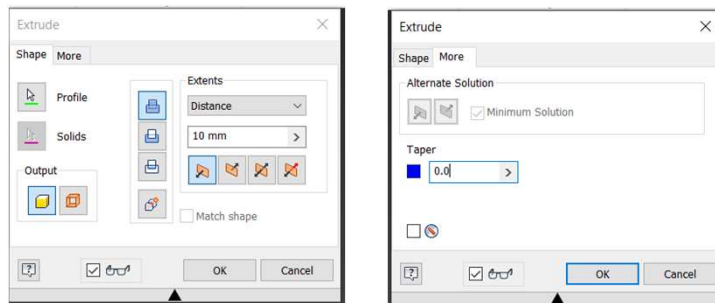 Extrude
Shape More
Profile
Solids
Output
Extents
Distance
10 mm
Match shape
OK Cancel
Extrude
Shape More
Alternate Solution
Minimum Solution
Taper
0.0
OK Cancel